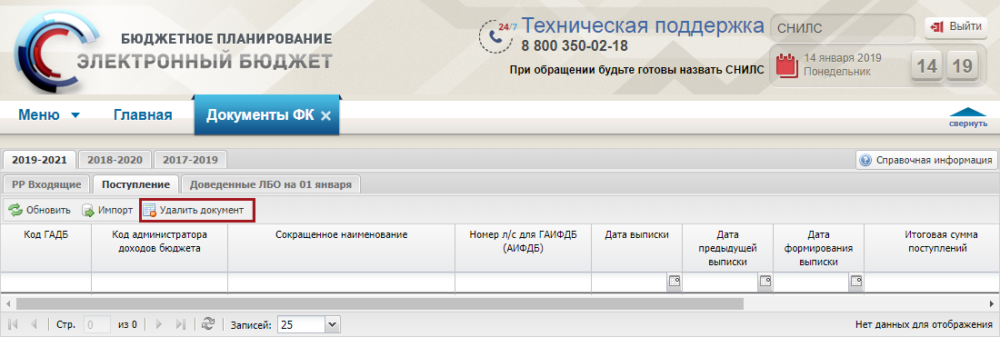 БЮДЖЕТНОЕ ПЛАНИРОВАНИЕ
ЭЛЕКТРОННЫЙ БЮДЖЕТ
24/7 Техническая поддержка
8 800 350-02-18
При обращении будьте готовы назвать СНИЛС
СНИЛС
Выйти
14 января 2019
Понедельник
14 19
Меню Главная Документы ФК
свернуть
2019-2021 2018-2020 2017-2019
Справочная информация
РР Входящие Поступление Доведенные ЛБО на 01 января
Обновить Импорт Удалить документ
Код ГАДБ
Код администратора
доходов бюджета
Сокращенное наименование
Номер л/с для ГАИФДБ
(АИФДБ)
Дата выписки
Дата
предыдущей
выписки
Дата
формирования
выписки
Итоговая сумма
поступлений
Стр. 0 из 0 Записей: 25 Нет данных для отображения